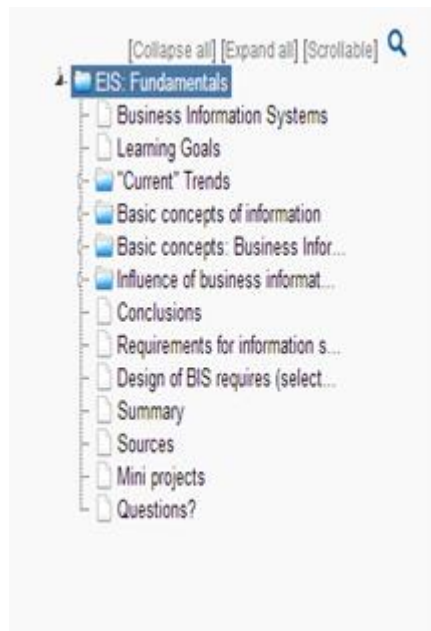 [Collapse all] [Expand all] [Scrollable]
EIS: Fundamentals
Business Information Systems
Learning Goals
"Current" Trends
Basic concepts of information
Basic concepts: Business Infor...
Influence of business informat...
Conclusions
Requirements for information s...
Design of BIS requires (select...
Summary
Sources
Mini projects
Questions?